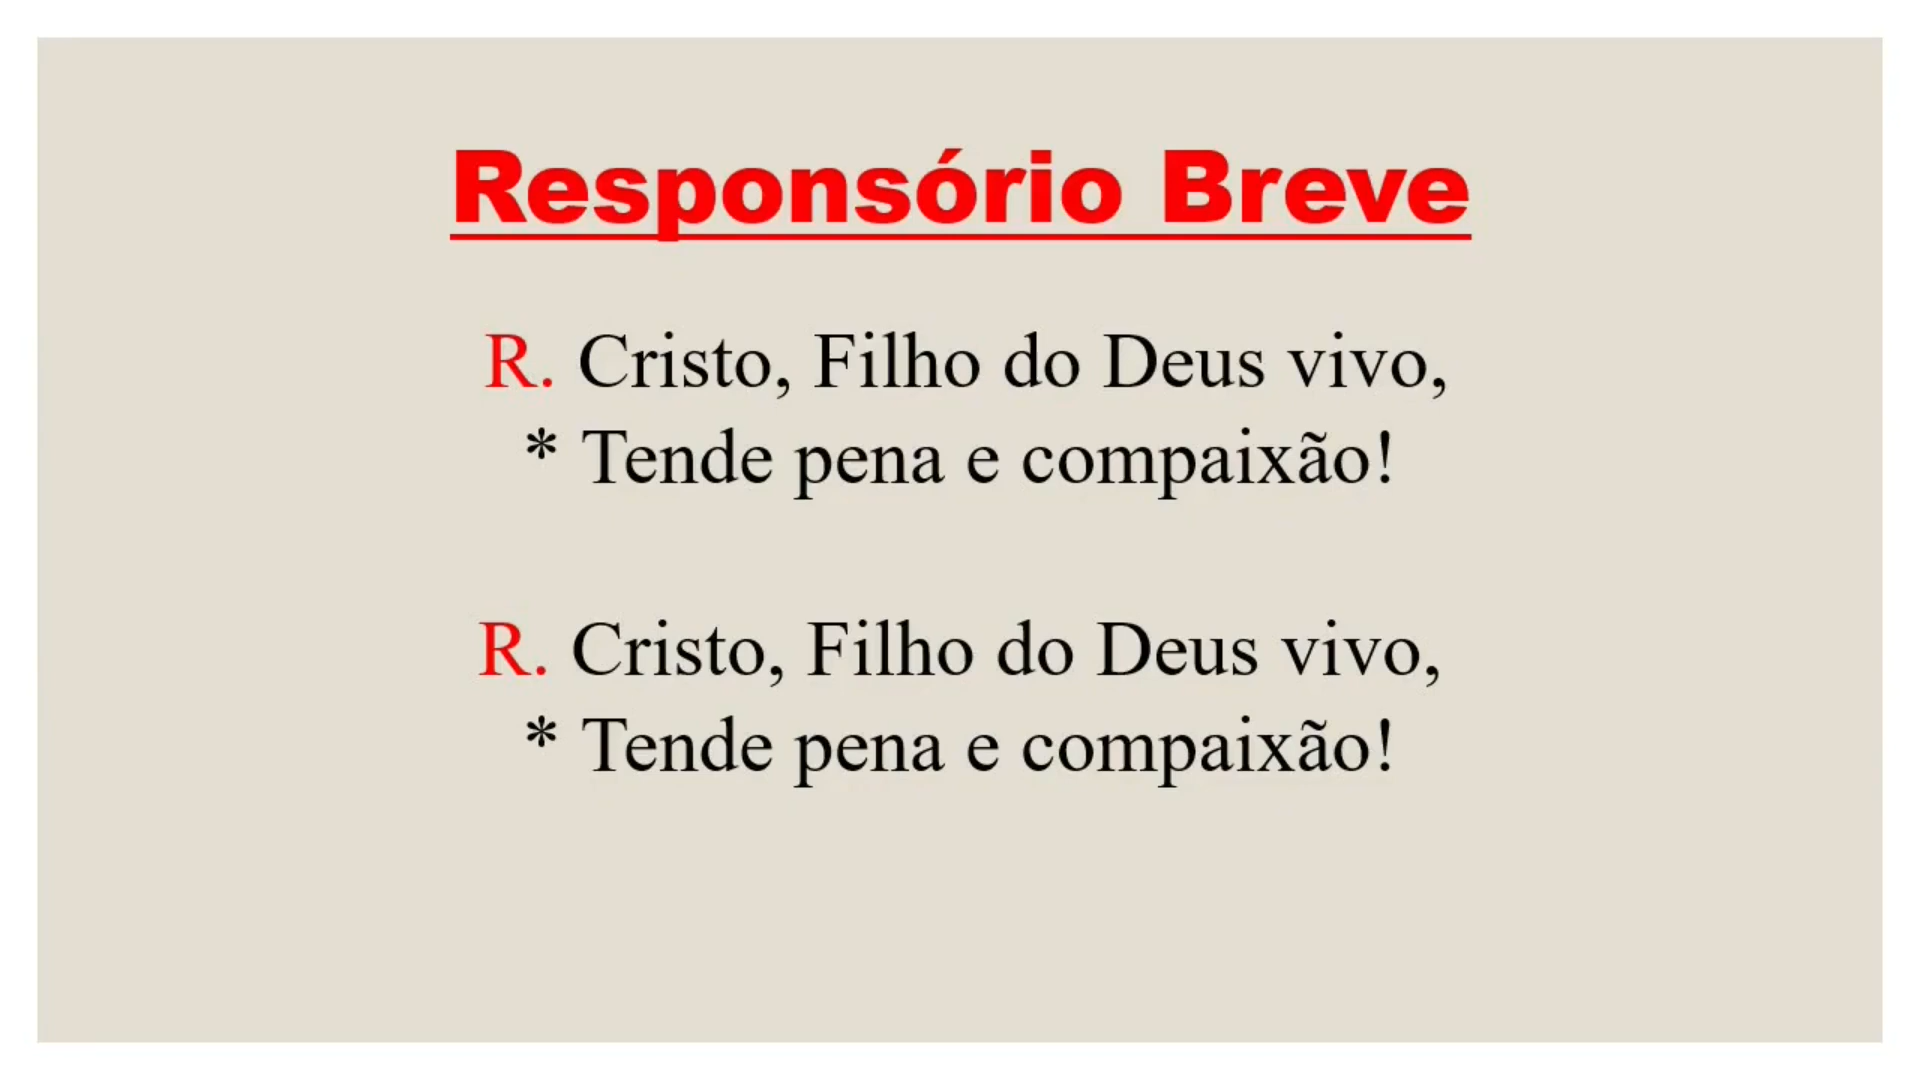 Responsório Breve
R. Cristo, Filho do Deus vivo,
* Tende pena e compaixão!
R. Cristo, Filho do Deus vivo,
* Tende pena e compaixão!